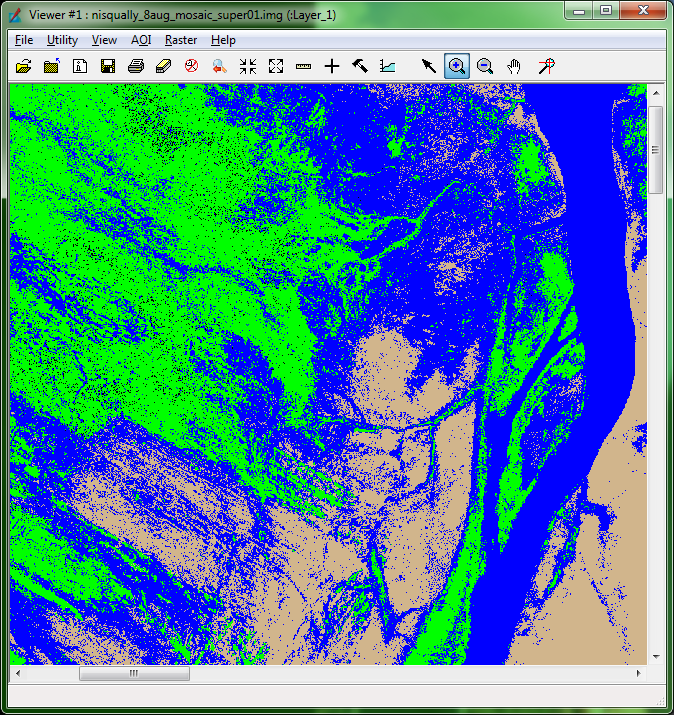 Viewer #1 : nisqually_8aug_mosaic_super01.img (:Layer_1)
File Utility View AOI Raster Help